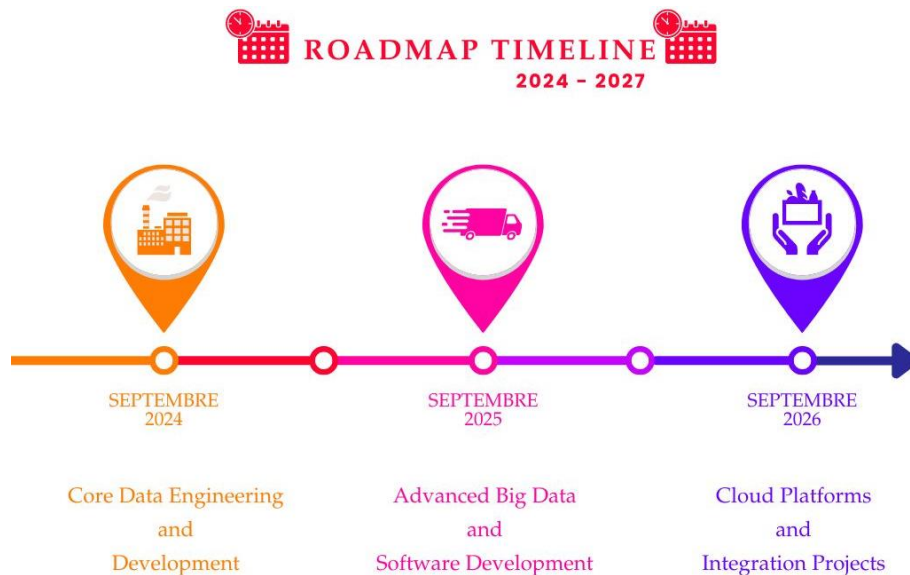 ROADMAP TIMELINE
2024 - 2027
SEPTEMBRE
2024
SEPTEMBRE
2025
SEPTEMBRE
2026
Core Data Engineering
and
Development
Advanced Big Data
and
Software Development
Cloud Platforms
and
Integration Projects